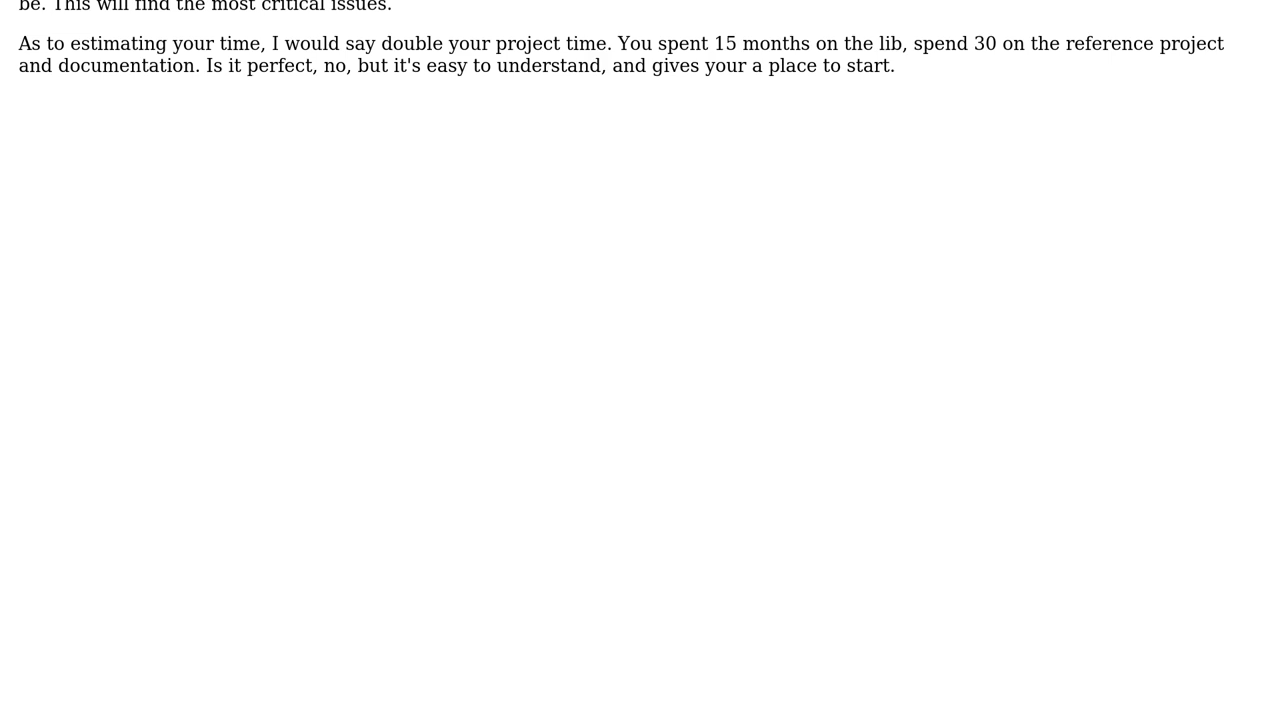 be. This will find the most critical issues.
As to estimating your time, I would say double your project time. You spent 15 months on the lib, spend 30 on the reference project
and documentation. Is it perfect, no, but it's easy to understand, and gives your a place to start.